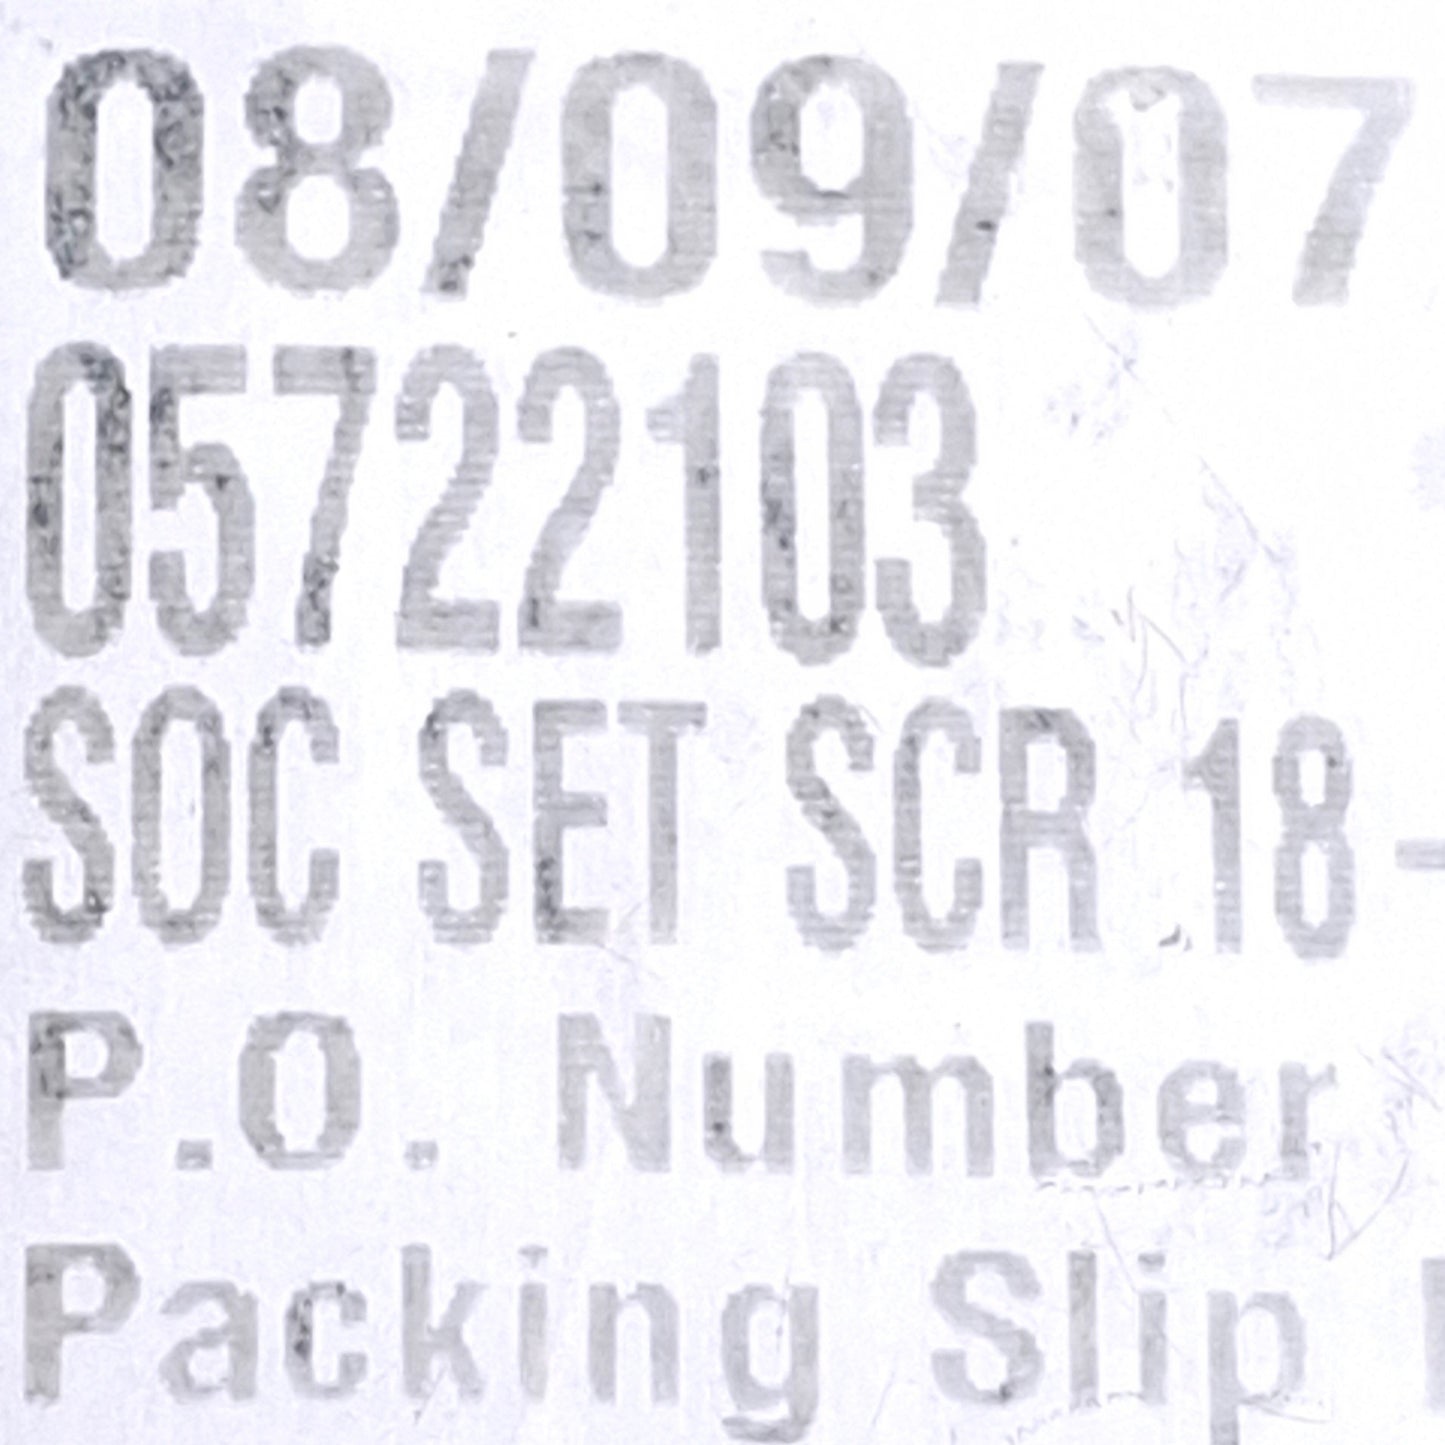 08/09/07
05722103
SOC SET SCR 18-
P.O. Number
Packing Slip